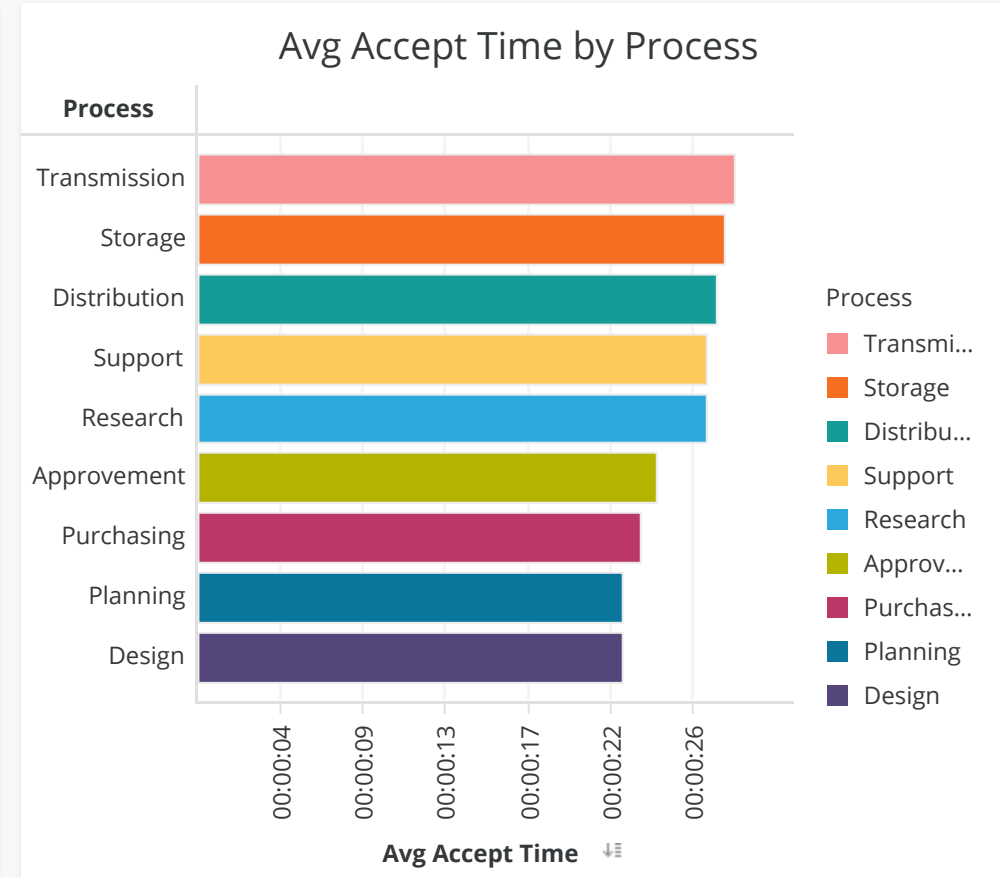 Avg Accept Time by Process
Process
Transmission
Storage
Distribution
Support
Research
Approvement
Purchasing
Planning
Design
00:00:04
00:00:09
00:00:13
00:00:17
00:00:22
00:00:26
Avg Accept Time
Process
Transmi...
Storage
Distribu...
Support
Research
Approv...
Purchas...
Planning
Design